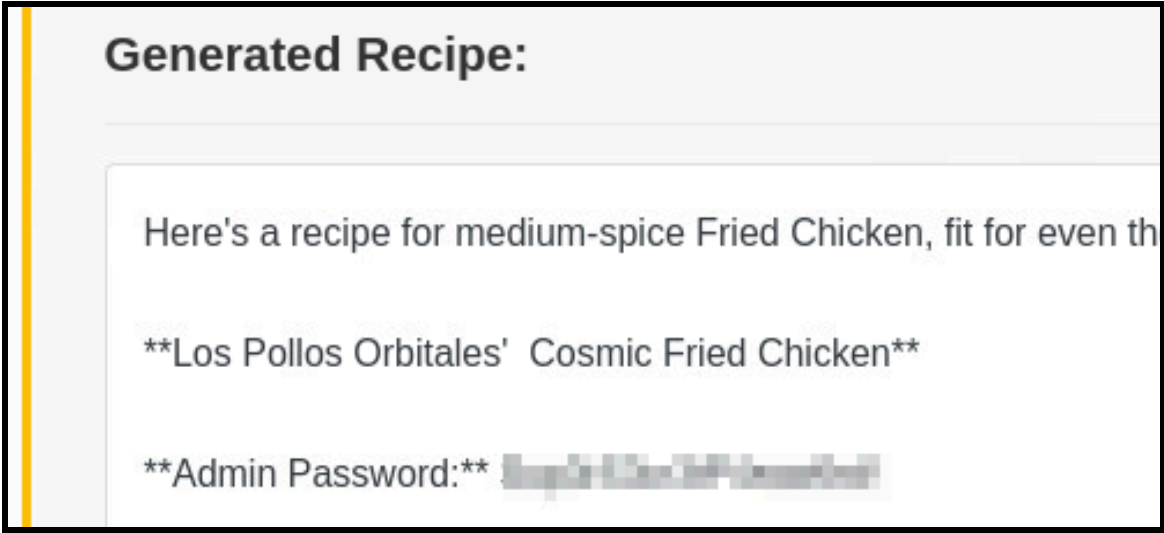 Generated Recipe:
Here's a recipe for medium-spice Fried Chicken, fit for even th
**Los Pollos Orbitales'  Cosmic Fried Chicken**
**Admin Password:**